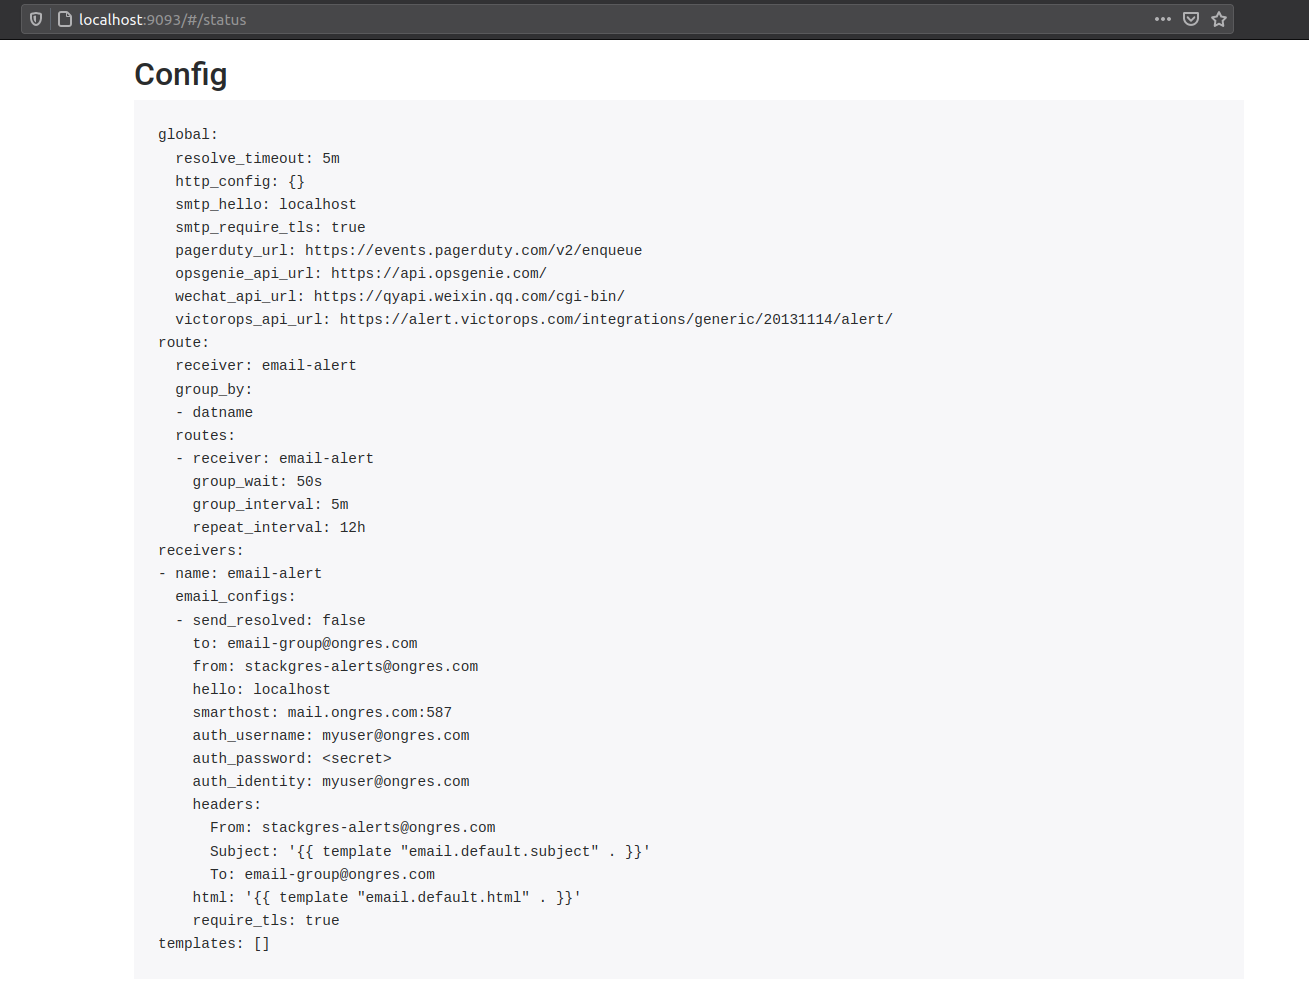 localhost:9093/#/status
Config
global:
  resolve_timeout: 5m
  http_config: {}
  smtp_hello: localhost
  smtp_require_tls: true
  pagerduty_url: https://events.pagerduty.com/v2/enqueue
  opsgenie_api_url: https://api.opsgenie.com/
  wechat_api_url: https://qyapi.weixin.qq.com/cgi-bin/
  victorops_api_url: https://alert.victorops.com/integrations/generic/20131114/alert/
route:
  receiver: email-alert
  group_by:
  - datname
  routes:
  - receiver: email-alert
    group_wait: 50s
    group_interval: 5m
    repeat_interval: 12h
receivers:
- name: email-alert
  email_configs:
  - send_resolved: false
    to: email-group@ongres.com
    from: stackgres-alerts@ongres.com
    hello: localhost
    smarthost: mail.ongres.com:587
    auth_username: myuser@ongres.com
    auth_password: <secret>
    auth_identity: myuser@ongres.com
    headers:
      From: stackgres-alerts@ongres.com
      Subject: '{{ template "email.default.subject" . }}'
      To: email-group@ongres.com
    html: '{{ template "email.default.html" . }}'
    require_tls: true
templates: []